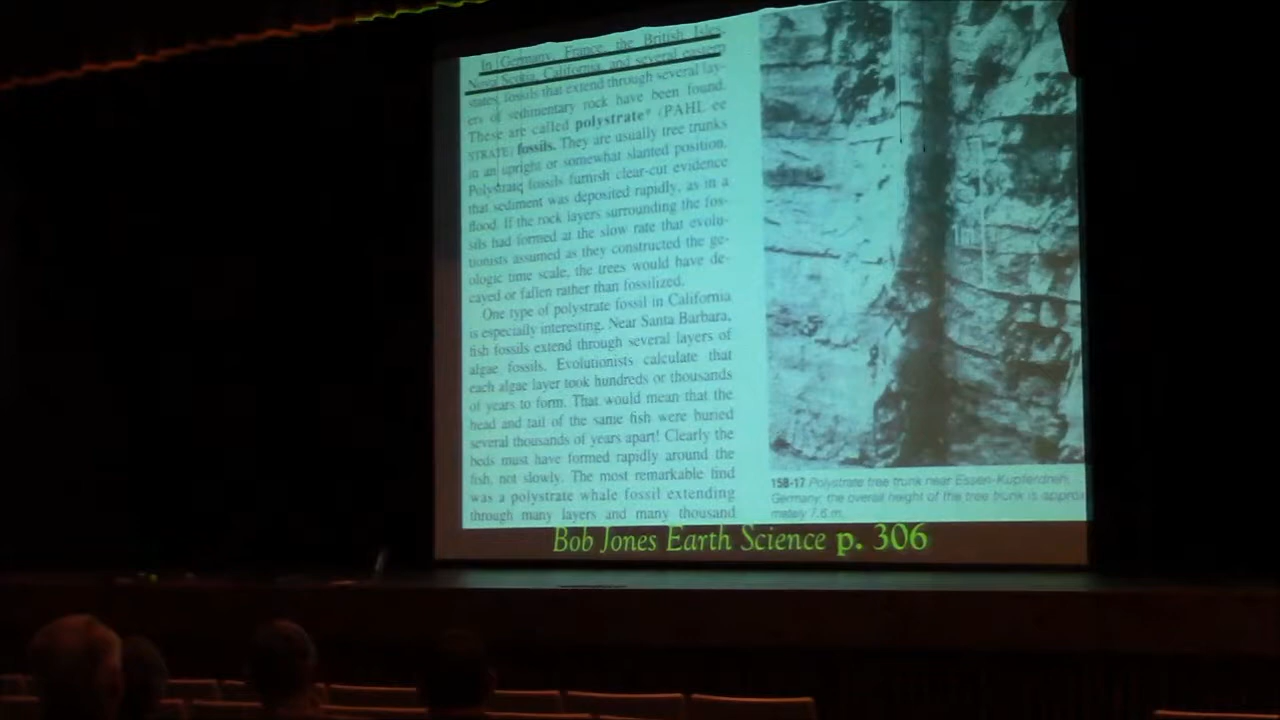 In Germany, France, the British Isles,
Nova Scotia, California, and several eastern
states, fossils that extend through several lay-
ers of sedimentary rock have been found.
These are called polystrate* (PAHL ee
STRATE) fossils. They are usually tree trunks
in an upright or somewhat slanted position.
Polystrate fossils furnish clear-cut evidence
that sediment was deposited rapidly, as in a
flood. If the rock layers surrounding the fos-
sils had formed at the slow rate that evolu-
tionists assumed as they constructed the ge-
ologic time scale, the trees would have de-
cayed or fallen rather than fossilized.
One type of polystrate fossil in California
is especially interesting. Near Santa Barbara,
fish fossils extend through several layers of
algae fossils. Evolutionists calculate that
each algae layer took hundreds or thousands
of years to form. That would mean that the
head and tail of the same fish were buried
several thousands of years apart! Clearly the
beds must have formed rapidly around the
fish, not slowly. The most remarkable find
was a polystrate whale fossil extending
through many layers and many thousand
158-17 Polystrate tree trunk near Essen-Kupferdreh,
Germany; the overall height of the tree trunk is approxi
mately 7.6 m.
Bob Jones Earth Science p. 306